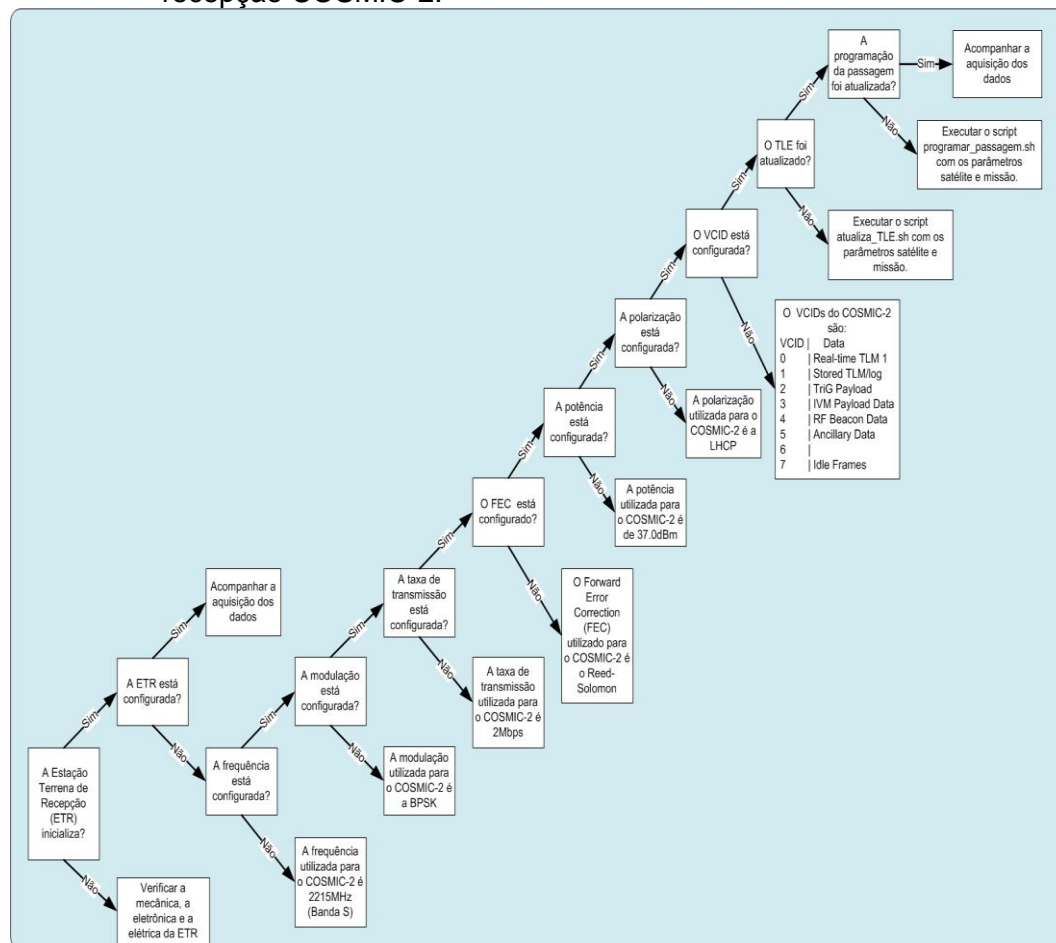 recepção COSMIC-2.
A
programação
da passagem
foi atualizada?
Sim
Acompanhar a
aquisição dos
dados
Não
Executar o script
programar_passagem.sh
com os parâmetros
satélite e missão.
Sim
O TLE foi
atualizado?
Não
Executar o script
atualiza_TLE.sh com os
parâmetros satélite e
missão.
Sim
O VCID está
configurada?
Não
O VCIDs do COSMIC-2
são:
VCID | Data
0 | Real-time TLM 1
1 | Stored TLM/log
2 | TriG Payload
3 | IVM Payload Data
4 | RF Beacon Data
5 | Ancillary Data
6 |
7 | Idle Frames
Sim
A polarização
está
configurada?
Não
A polarização
utilizada para o
COSMIC-2 é a
LHCP
Sim
A potência
está
configurada?
Não
A potência
utilizada para
o COSMIC-2 é
de 37.0dBm
Sim
O FEC está
configurado?
Não
O Forward
Error
Correction
(FEC)
utilizado para
o COSMIC-2 é
o Reed-
Solomon
Sim
A taxa de
transmissão
está
configurada?
Não
A taxa de
transmissão
utilizada para
o COSMIC-2 é
2Mbps
Sim
A modulação
está
configurada?
Não
A modulação
utilizada para
o COSMIC-2 é
a BPSK
Sim
A frequência
está
configurada?
Não
A frequência
utilizada para
o COSMIC-2 é
2215MHz
(Banda S)
Acompanhar a
aquisição dos
dados
Sim
A ETR está
configurada?
Não
Sim
A Estação
Terrena de
Recepção
(ETR)
inicializa?
Não
Verificar a
mecânica, a
eletrônica e a
elétrica da ETR